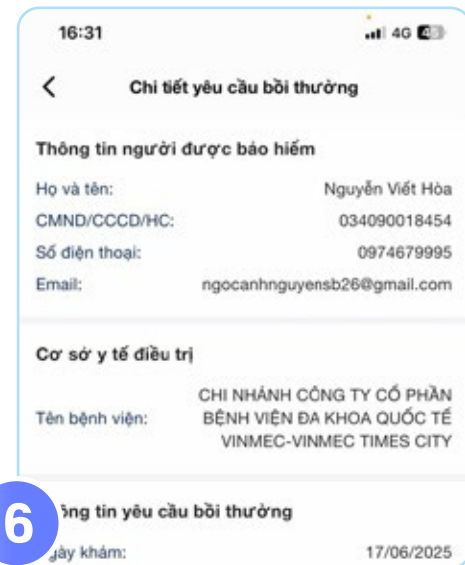 16:31
4G
Chi tiết yêu cầu bồi thường
Thông tin người được bảo hiểm
Họ và tên: Nguyễn Viết Hòa
CMND/CCCD/HC: 034090018454
Số điện thoại: 0974679995
Email: ngocanhnguyensb26@gmail.com
Cơ sở y tế điều trị
CHI NHÁNH CÔNG TY CỔ PHẦN
Tên bệnh viện: BỆNH VIỆN ĐA KHOA QUỐC TẾ
VINMEC-VINMEC TIMES CITY
6
ông tin yêu cầu bồi thường
gày khám: 17/06/2025